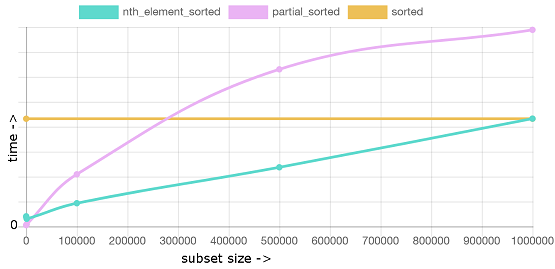 nth_element_sorted partial_sorted sorted
time ->
0
0 100000 200000 300000 400000 500000 600000 700000 800000 900000 1000000
subset size ->